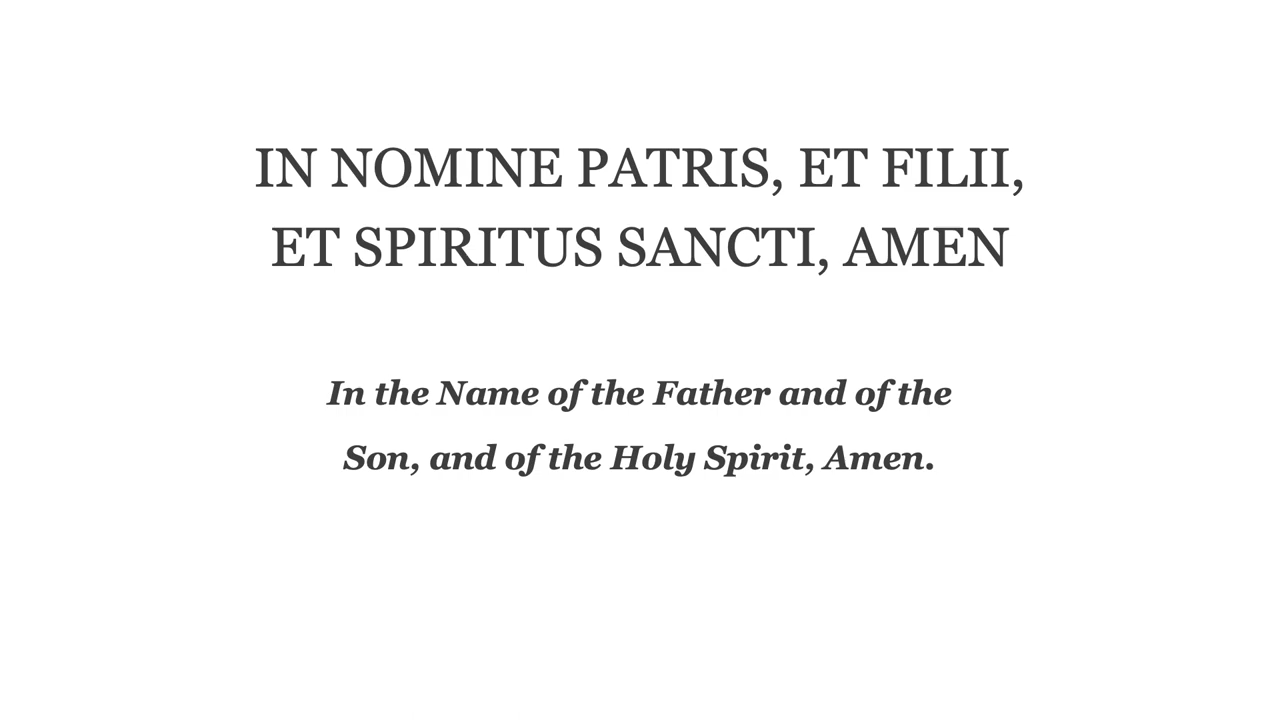 IN NOMINE PATRIS, ET FILII,
ET SPIRITUS SANCTI, AMEN
In the Name of the Father and of the
Son, and of the Holy Spirit, Amen.